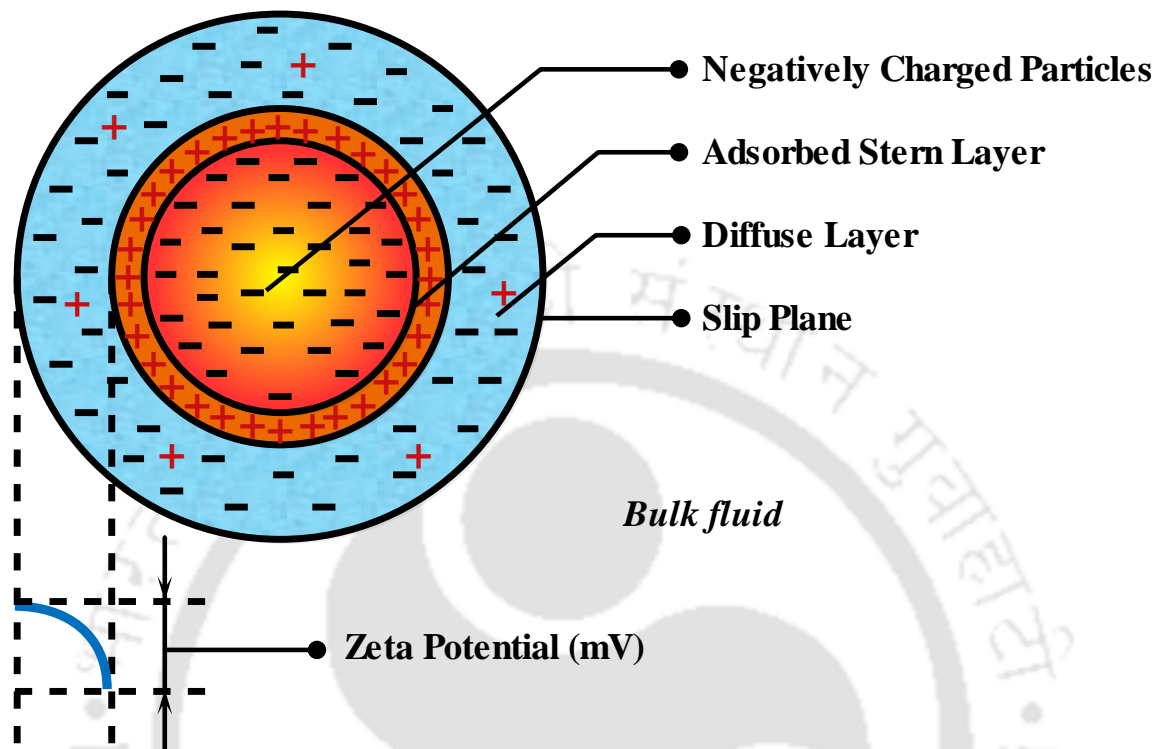 Negatively Charged Particles
Adsorbed Stern Layer
Diffuse Layer
Slip Plane
Bulk fluid
Zeta Potential (mV)